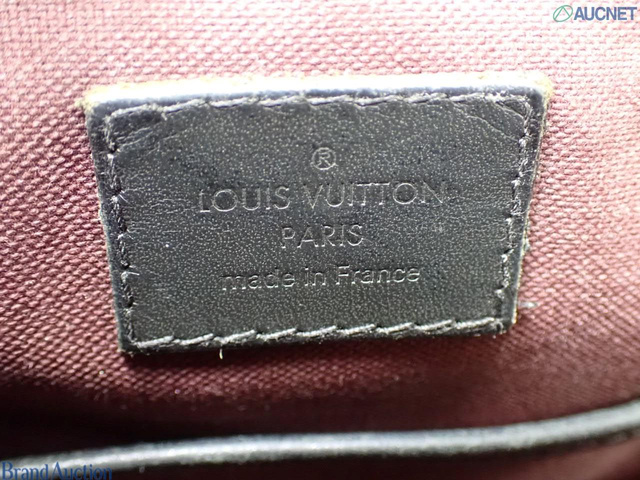 AUCNET
®
LOUIS VUITTON
PARIS
made in France
Brand Auction